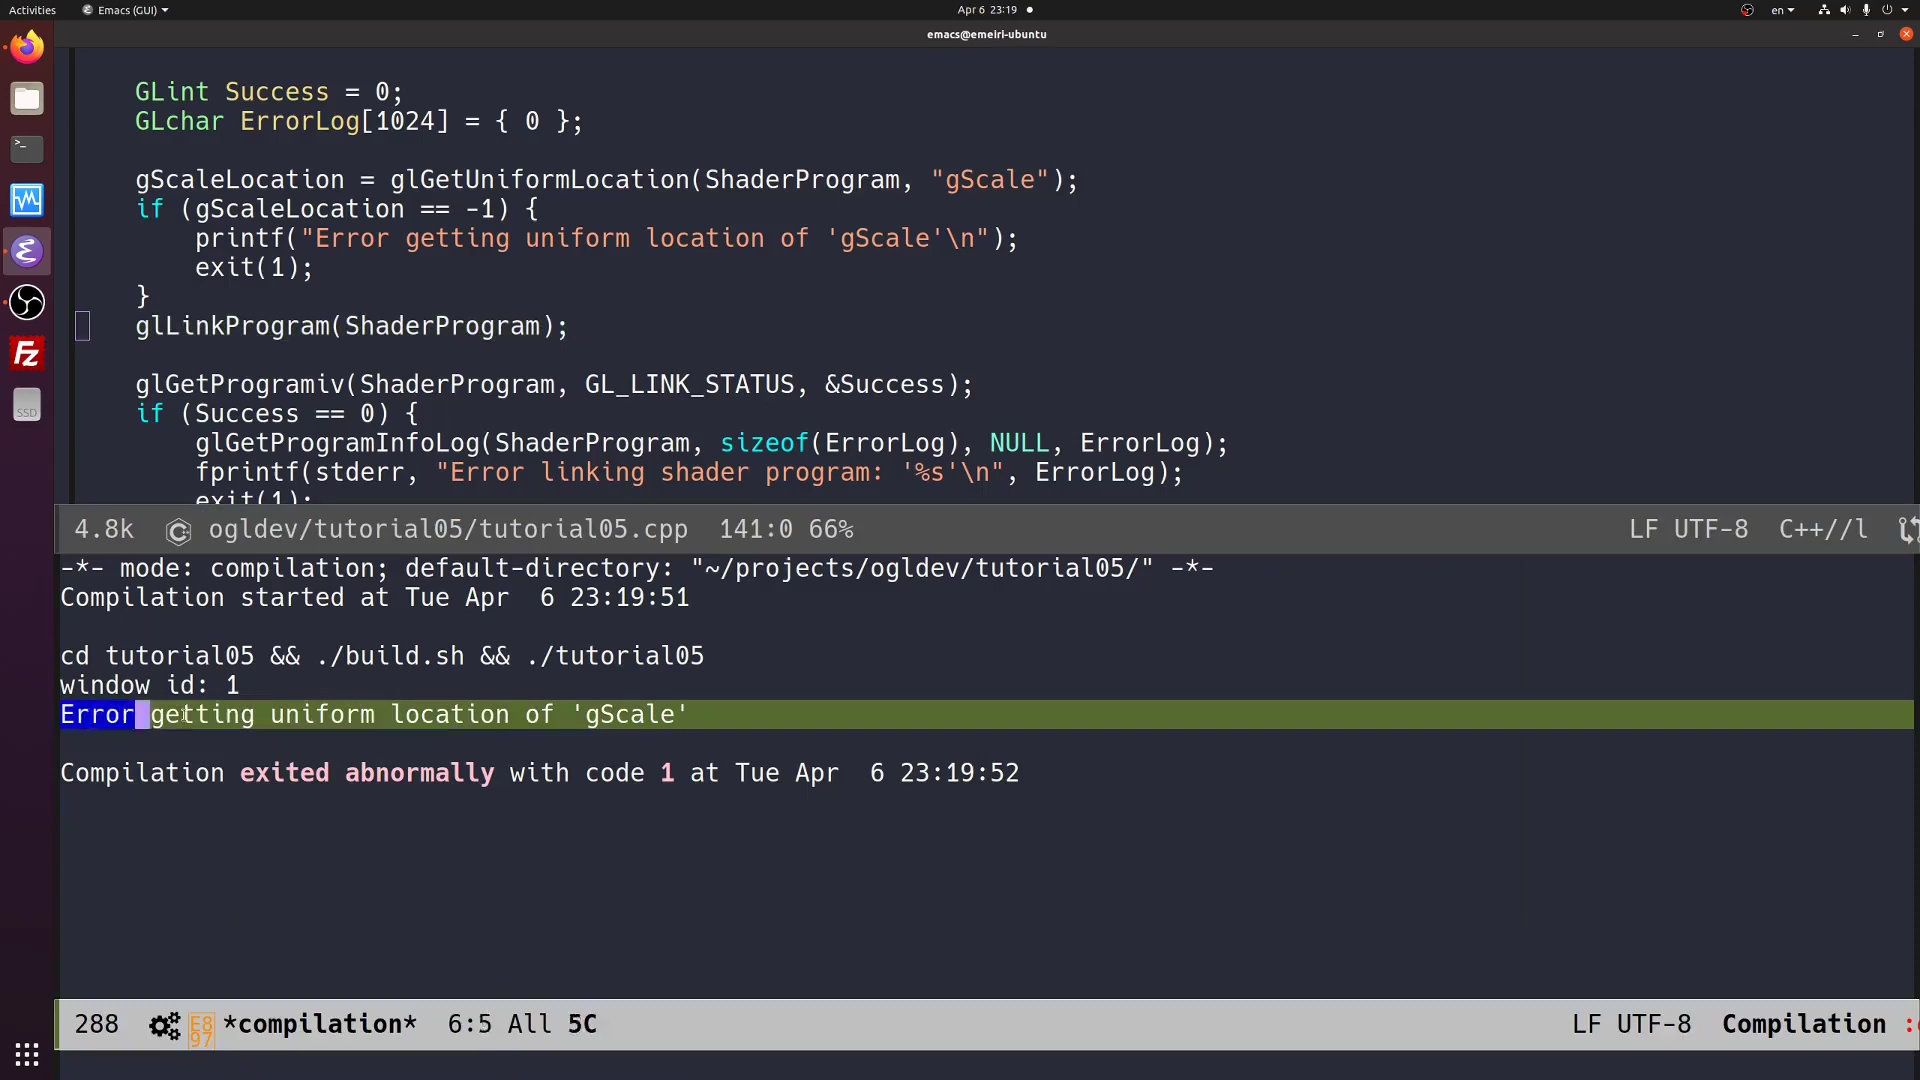 Activities
Emacs (GUI)
Apr 6 23:19
en
emacs@emeiri-ubuntu
GLint Success = 0;
GLchar ErrorLog[1024] = { 0 };
gScaleLocation = glGetUniformLocation(ShaderProgram, "gScale");
if (gScaleLocation == -1) {
printf("Error getting uniform location of 'gScale'\n");
exit(1);
}
glLinkProgram(ShaderProgram);
glGetProgramiv(ShaderProgram, GL_LINK_STATUS, &Success);
if (Success == 0) {
glGetProgramInfoLog(ShaderProgram, sizeof(ErrorLog), NULL, ErrorLog);
fprintf(stderr, "Error linking shader program: '%s'\n", ErrorLog);
exit(1);
4.8k ogldev/tutorial05/tutorial05.cpp 141:0 66% LF UTF-8 C++//l
-*- mode: compilation; default-directory: "~/projects/ogldev/tutorial05/" -*-
Compilation started at Tue Apr  6 23:19:51
cd tutorial05 && ./build.sh && ./tutorial05
window id: 1
Error getting uniform location of 'gScale'
Compilation exited abnormally with code 1 at Tue Apr  6 23:19:52
288 E8 97 *compilation* 6:5 All 5C LF UTF-8 Compilation
Fz
SSD